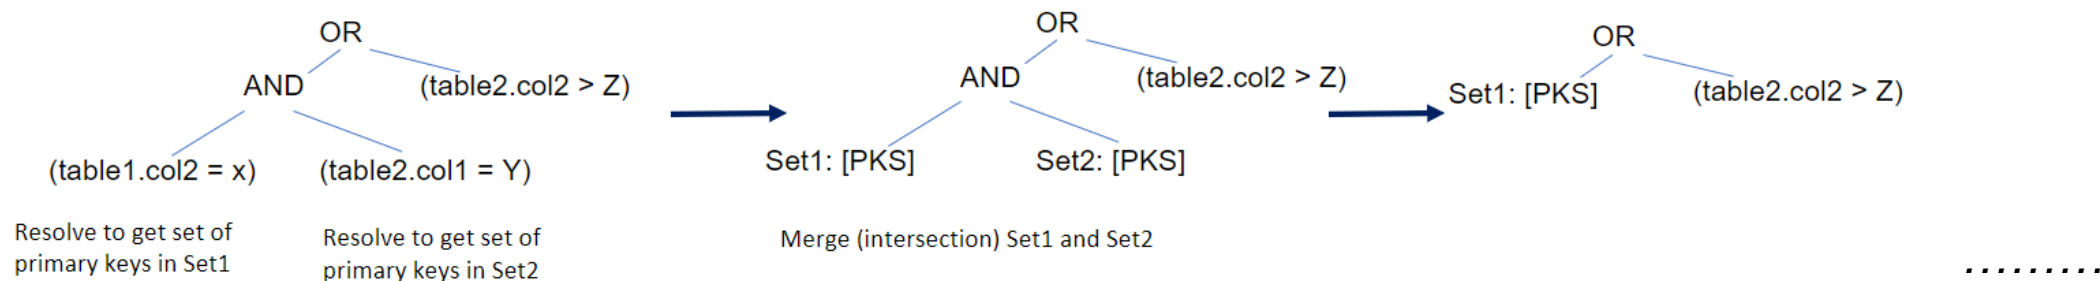 OR
AND
(table2.col2 > Z)
(table1.col2 = x)
(table2.col1 = Y)
Resolve to get set of
primary keys in Set1
Resolve to get set of
primary keys in Set2
OR
AND
(table2.col2 > Z)
Set1: [PKS]
Set2: [PKS]
Merge (intersection) Set1 and Set2
OR
Set1: [PKS]
(table2.col2 > Z)
..........